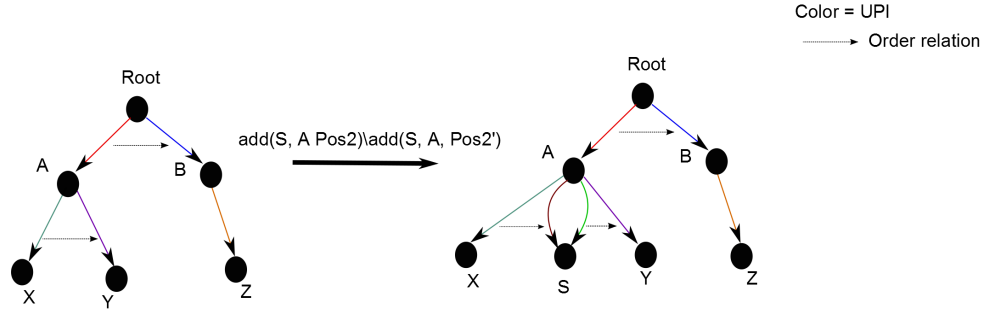 Color = UPI
Order relation
Root
A
B
X
Y
Z
add(S, A Pos2)\add(S, A, Pos2')
Root
A
B
X
S
Y
Z